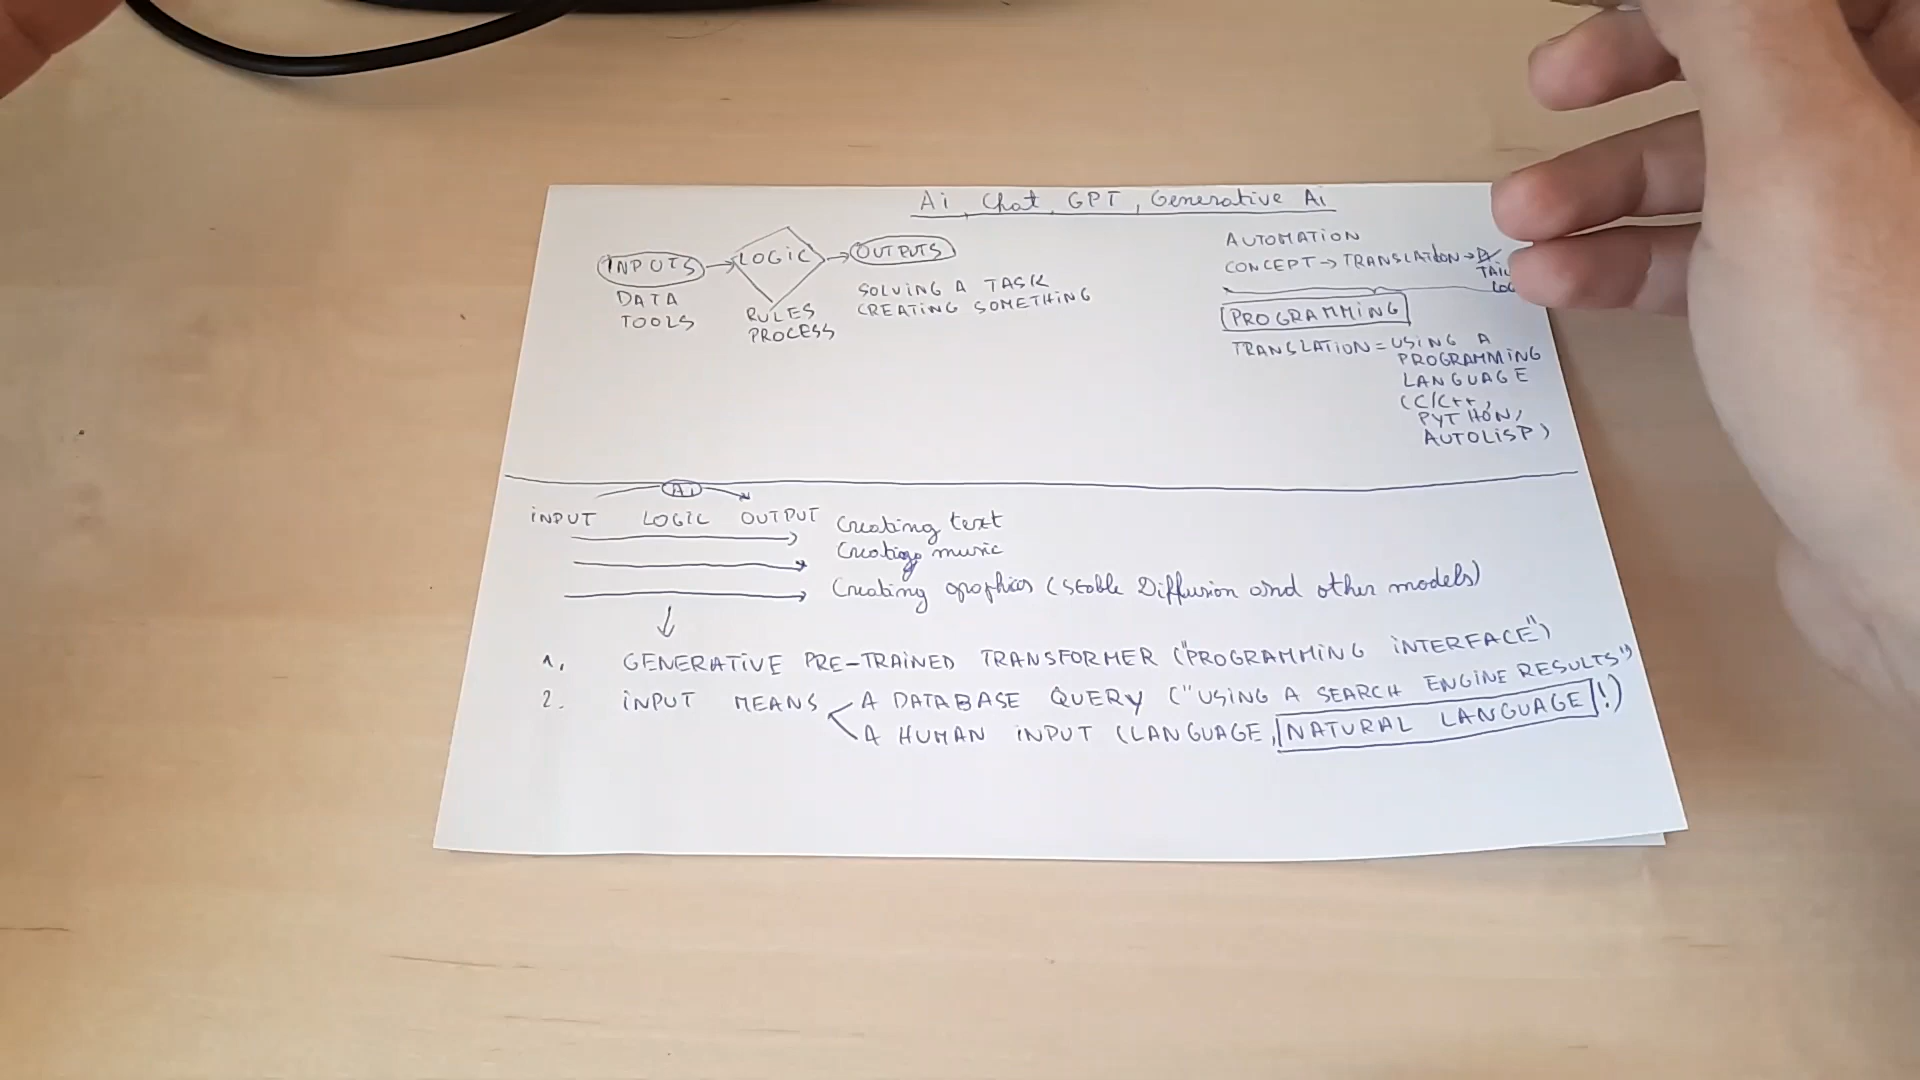 Ai, Chat GPT, Generative Ai
INPUTS → LOGIC → OUTPUTS
DATA
TOOLS
RULES
PROCESS
SOLVING A TASK
CREATING SOMETHING
AUTOMATION
CONCEPT → TRANSLATION →
PROGRAMMING
TRANSLATION = USING A
PROGRAMMING
LANGUAGE
(C/C++,
PYTHON,
AUTOLISP)
Ai
INPUT LOGIC OUTPUT
Creating text
Creating music
Creating graphics (Stable Diffusion and other models)
1. GENERATIVE PRE-TRAINED TRANSFORMER ("PROGRAMMING INTERFACE")
2. INPUT MEANS A DATABASE QUERY ("USING A SEARCH ENGINE RESULTS")
A HUMAN INPUT (LANGUAGE, NATURAL LANGUAGE!)